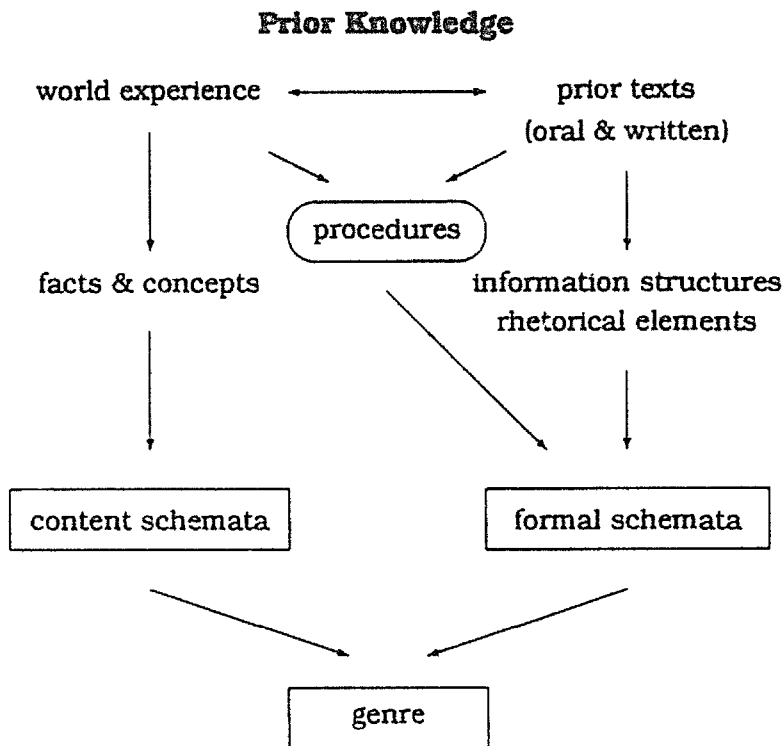 Prior Knowledge
world experience
prior texts
(oral & written)
procedures
facts & concepts
information structures
rhetorical elements
content schemata
formal schemata
genre